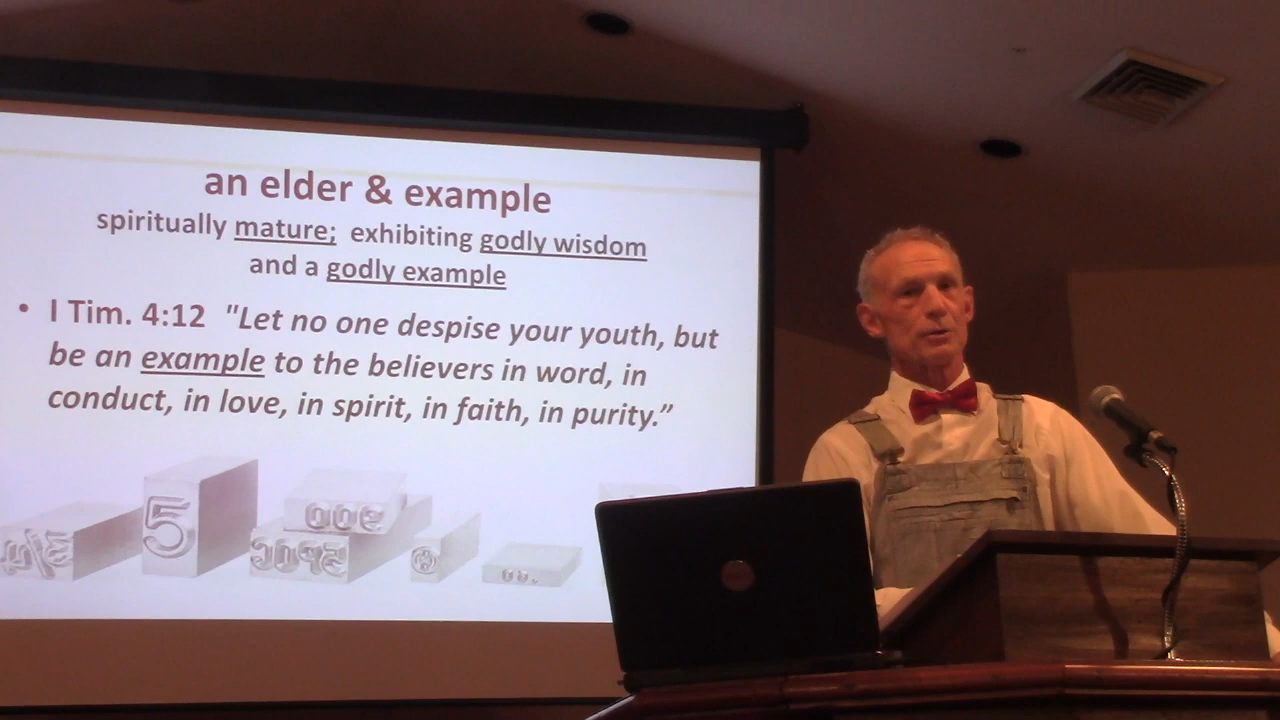 an elder & example
spiritually mature; exhibiting godly wisdom
and a godly example
• I Tim. 4:12 "Let no one despise your youth, but
be an example to the believers in word, in
conduct, in love, in spirit, in faith, in purity.”
5